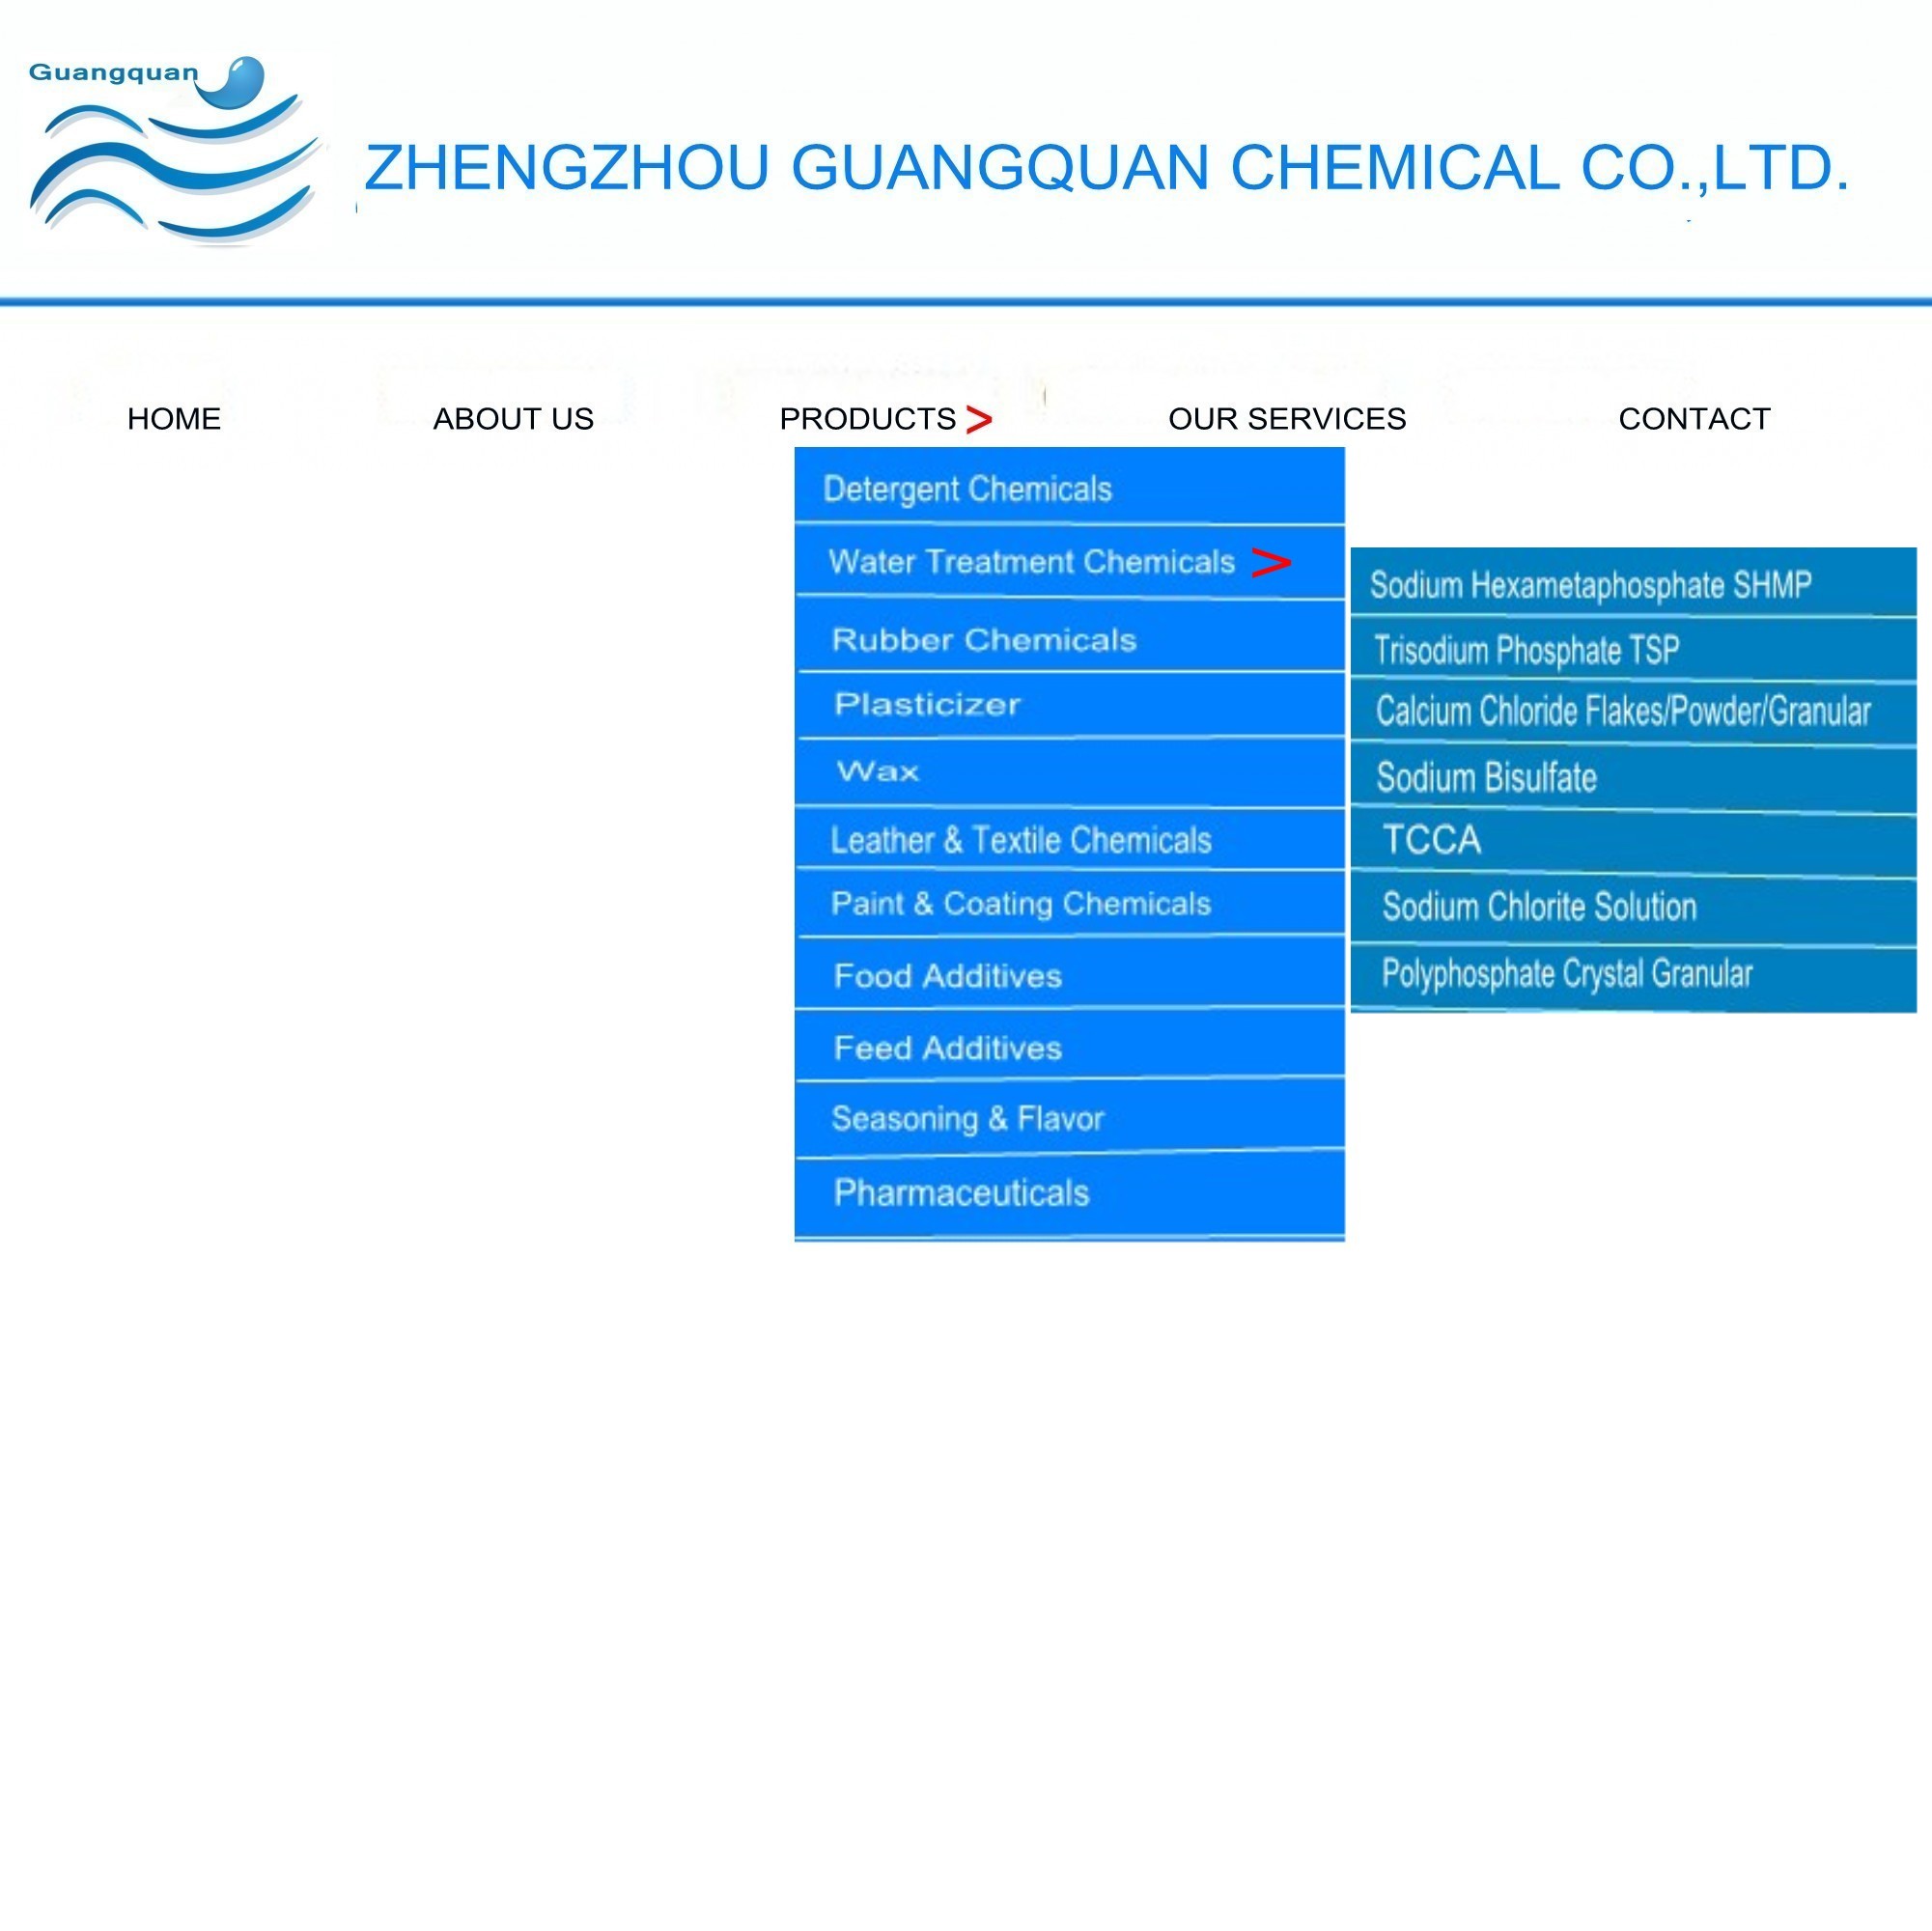 Guangquan
ZHENGZHOU GUANGQUAN CHEMICAL CO.,LTD.
HOME
ABOUT US
PRODUCTS >
OUR SERVICES
CONTACT
Detergent Chemicals
Water Treatment Chemicals >
Rubber Chemicals
Plasticizer
Wax
Leather & Textile Chemicals
Paint & Coating Chemicals
Food Additives
Feed Additives
Seasoning & Flavor
Pharmaceuticals
Sodium Hexametaphosphate SHMP
Trisodium Phosphate TSP
Calcium Chloride Flakes/Powder/Granular
Sodium Bisulfate
TCCA
Sodium Chlorite Solution
Polyphosphate Crystal Granular